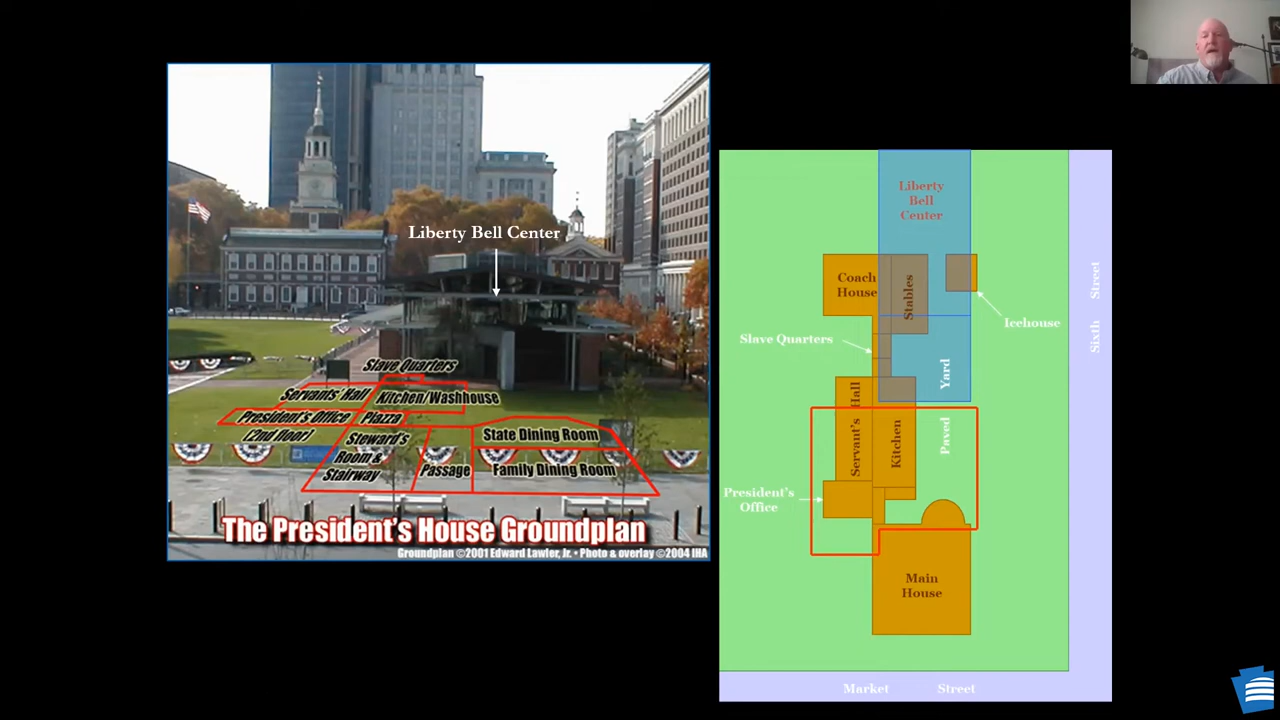 Liberty Bell Center
Slave Quarters
Servants' Hall
Kitchen/Washhouse
President's Office
(2nd floor)
Piazza
Steward's
Room &
Stairway
Passage
State Dining Room
Family Dining Room
The President's House Groundplan
Groundplan ©2001 Edward Lawler, Jr. • Photo & overlay ©2004 IHA
Liberty
Bell
Center
Coach
House
Stables
Icehouse
Slave Quarters
Paved Yard
Servant's Hall
Kitchen
President's
Office
Main
House
Sixth Street
Market Street